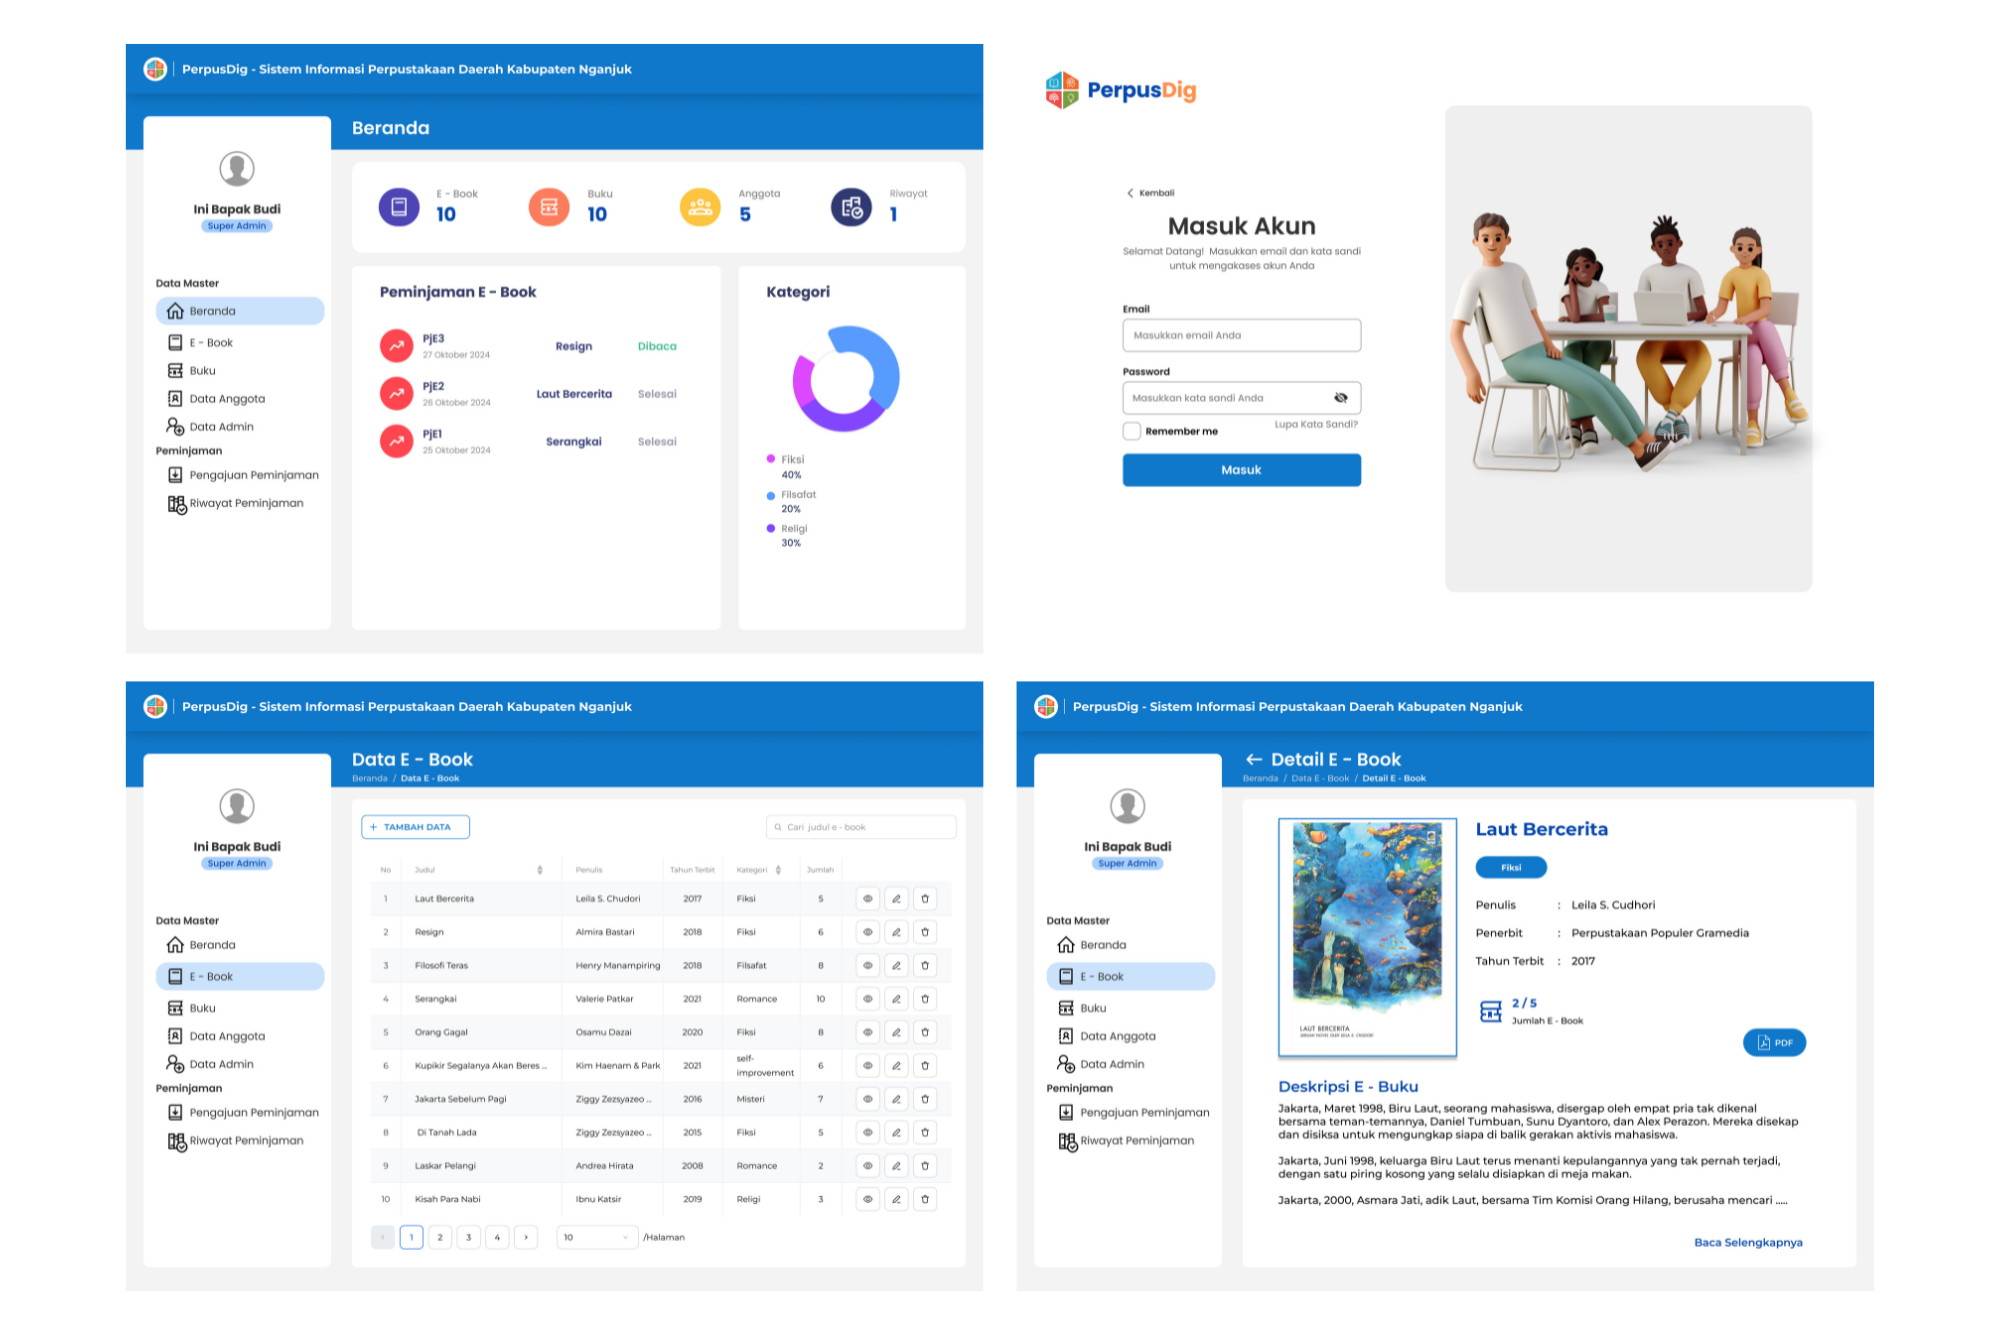 PerpusDig - Sistem Informasi Perpustakaan Daerah Kabupaten Nganjuk
Beranda
Ini Bapak Budi
Super Admin
Data Master
Beranda
E - Book
Buku
Data Anggota
Data Admin
Peminjaman
Pengajuan Peminjaman
Riwayat Peminjaman
E - Book
10
Buku
10
Anggota
5
Riwayat
1
Peminjaman E - Book
PjE3 Resign Dibaca
27 Oktober 2024
PjE2 Laut Bercerita Selesai
26 Oktober 2024
PjE1 Serangkai Selesai
25 Oktober 2024
Kategori
Fiksi
40%
Filsafat
20%
Religi
30%
PerpusDig
Kembali
Masuk Akun
Selamat Datang! Masukkan email dan kata sandi
untuk mengakases akun Anda
Email
Masukkan email Anda
Password
Masukkan kata sandi Anda
Remember me
Lupa Kata Sandi?
Masuk
PerpusDig - Sistem Informasi Perpustakaan Daerah Kabupaten Nganjuk
Data E - Book
Beranda / Data E - Book
Ini Bapak Budi
Super Admin
Data Master
Beranda
E - Book
Buku
Data Anggota
Data Admin
Peminjaman
Pengajuan Peminjaman
Riwayat Peminjaman
+ TAMBAH DATA
Cari judul e - book
No Judul Penulis Tahun Terbit Kategori Jumlah
1 Laut Bercerita Leila S. Chudori 2017 Fiksi 5
2 Resign Almira Bastari 2018 Fiksi 6
3 Filosofi Teras Henry Manampiring 2018 Filsafat 8
4 Serangkai Valerie Patkar 2021 Romance 10
5 Orang Gagal Osamu Dazai 2020 Fiksi 8
6 Kupikir Segalanya Akan Beres ... Kim Haenam & Park 2021 self-improvement 6
7 Jakarta Sebelum Pagi Ziggy Zezsyazeo .. 2016 Misteri 7
8 Di Tanah Lada Ziggy Zezsyazeo .. 2015 Fiksi 5
9 Laskar Pelangi Andrea Hirata 2008 Romance 2
10 Kisah Para Nabi Ibnu Katsir 2019 Religi 3
‹ 1 2 3 4 › 10 /Halaman
PerpusDig - Sistem Informasi Perpustakaan Daerah Kabupaten Nganjuk
← Detail E - Book
Beranda / Data E - Book / Detail E - Book
Ini Bapak Budi
Super Admin
Data Master
Beranda
E - Book
Buku
Data Anggota
Data Admin
Peminjaman
Pengajuan Peminjaman
Riwayat Peminjaman
LAUT BERCERITA
Laut Bercerita
Fiksi
Penulis : Leila S. Cudhori
Penerbit : Perpustakaan Populer Gramedia
Tahun Terbit : 2017
2 / 5
Jumlah E - Book
PDF
Deskripsi E - Buku
Jakarta, Maret 1998, Biru Laut, seorang mahasiswa, disergap oleh empat pria tak dikenal
bersama teman-temannya, Daniel Tumbuan, Sunu Dyantoro, dan Alex Perazon. Mereka disekap
dan disiksa untuk mengungkap siapa di balik gerakan aktivis mahasiswa.
Jakarta, Juni 1998, keluarga Biru Laut terus menanti kepulangannya yang tak pernah terjadi,
dengan satu piring kosong yang selalu disiapkan di meja makan.
Jakarta, 2000, Asmara Jati, adik Laut, bersama Tim Komisi Orang Hilang, berusaha mencari .....
Baca Selengkapnya